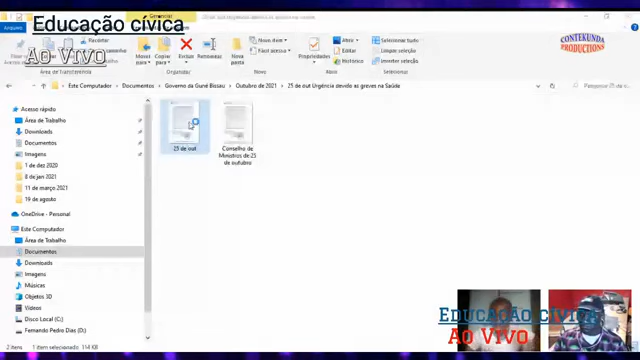 Educação cívica
Ao Vivo
CONTEKUNDA
PRODUCTIONS
Arquivo
Mover para
Copiar para
Excluir
Renomear
Nova pasta
Novo item
Fácil acesso
Propriedades
Abrir
Editar
Histórico
Selecionar tudo
Limpar seleção
Inverter seleção
Área de Transferência
Organizar
Novo
Abrir
Selecionar
Este Computador > Documentos > Governo da Guné Bissau > Outubro de 2021 > 25 de out Urgência devido as greves na Saúde
Acesso rápido
Área de Trabalho
Downloads
Documentos
Imagens
1 de dez 2020
8 de jan 2021
11 de março 2021
19 de agosto
OneDrive - Personal
Este Computador
Área de Trabalho
Documentos
Downloads
Imagens
Músicas
Objetos 3D
Vídeos
Disco Local (C:)
Fernando Pedro Dias (D:)
25 de out
Conselho de
Ministros de 25
de outubro
2 itens
1 item selecionado 114 KB
Educação cívica
Ao Vivo